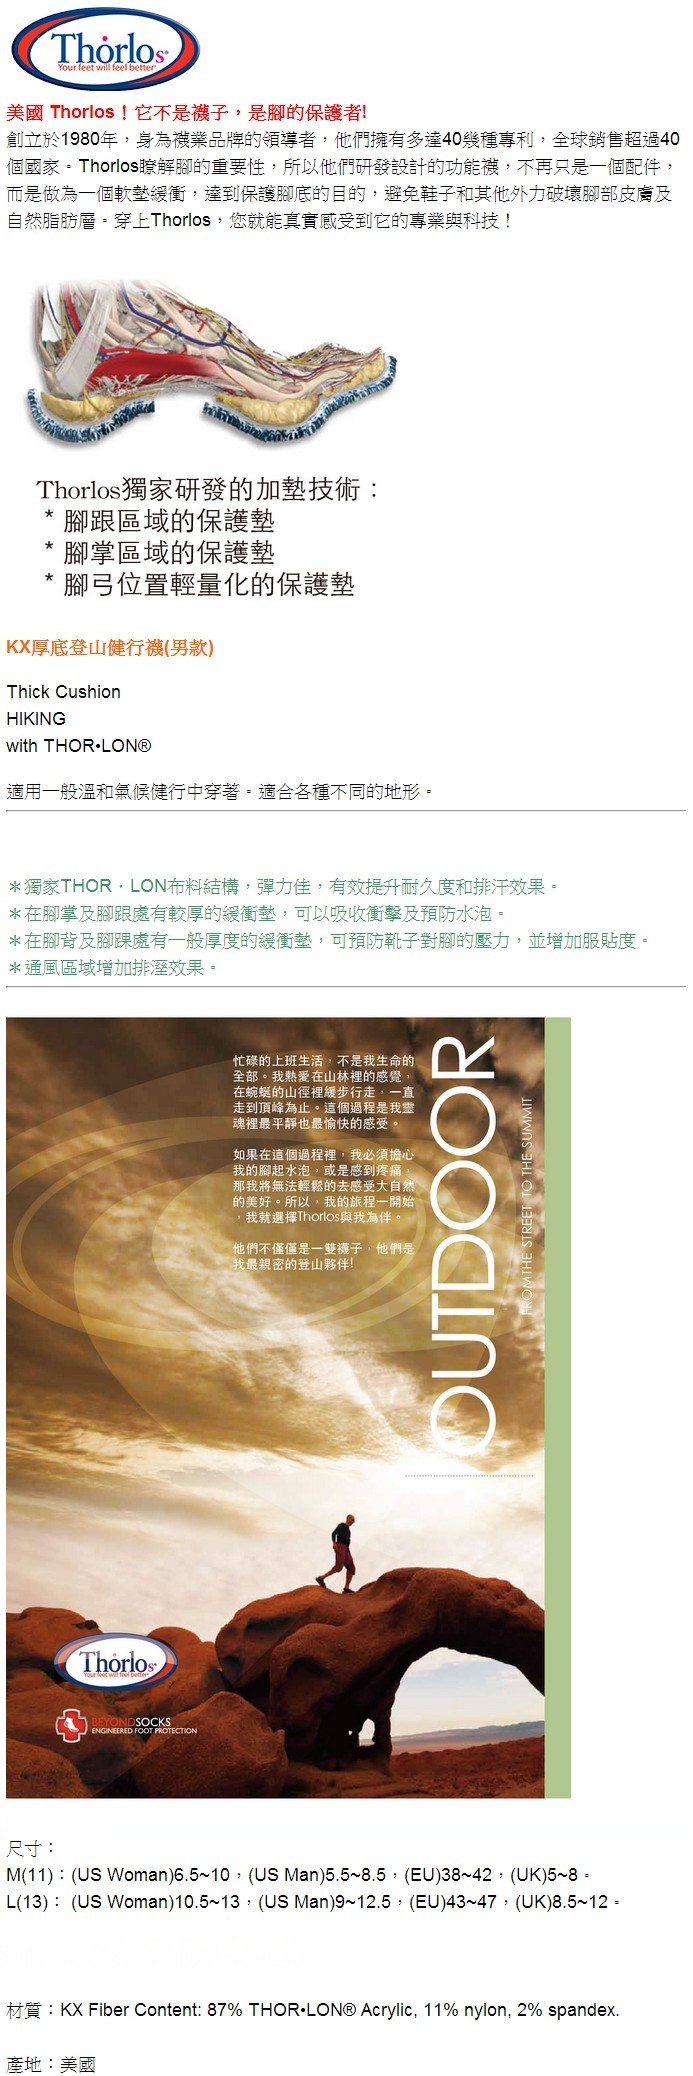 Thorlos®
Your feet will feel better®
美國 Thorlos！它不是襪子，是腳的保護者!
創立於1980年，身為襪業品牌的領導者，他們擁有多達40幾種專利，全球銷售超過40
個國家。Thorlos瞭解腳的重要性，所以他們研發設計的功能襪，不再只是一個配件，
而是做為一個軟墊緩衝，達到保護腳底的目的，避免鞋子和其他外力破壞腳部皮膚及
自然脂肪層。穿上Thorlos，您就能真實感受到它的專業與科技！
Thorlos獨家研發的加墊技術：
* 腳跟區域的保護墊
* 腳掌區域的保護墊
* 腳弓位置輕量化的保護墊
KX厚底登山健行襪(男款)
Thick Cushion
HIKING
with THOR•LON®
適用一般溫和氣候健行中穿著。適合各種不同的地形。
＊獨家THOR．LON布料結構，彈力佳，有效提升耐久度和排汗效果。
＊在腳掌及腳跟處有較厚的緩衝墊，可以吸收衝擊及預防水泡。
＊在腳背及腳踝處有一般厚度的緩衝墊，可預防靴子對腳的壓力，並增加服貼度。
＊通風區域增加排溼效果。
忙碌的上班生活，不是我生命的
全部。我熱愛在山林裡的感覺，
在蜿蜒的山徑裡緩步行走，一直
走到頂峰為止。這個過程是我靈
魂裡最平靜也最愉快的感受。
如果在這個過程裡，我必須擔心
我的腳起水泡，或是感到疼痛，
那我將無法輕鬆的去感受大自然
的美好。所以，我的旅程一開始
，我就選擇Thorlos與我為伴。
他們不僅僅是一雙襪子，他們是
我最親密的登山夥伴!
OUTDOOR
FROMTHE STREET TO THE SUMMIT
Thorlos®
Your feet will feel better®
BEYONDSOCKS
ENGINEERED FOOT PROTECTION
尺寸：
M(11)：(US Woman)6.5~10，(US Man)5.5~8.5，(EU)38~42，(UK)5~8。
L(13)： (US Woman)10.5~13，(US Man)9~12.5，(EU)43~47，(UK)8.5~12。
材質：KX Fiber Content: 87% THOR•LON® Acrylic, 11% nylon, 2% spandex.
產地：美國